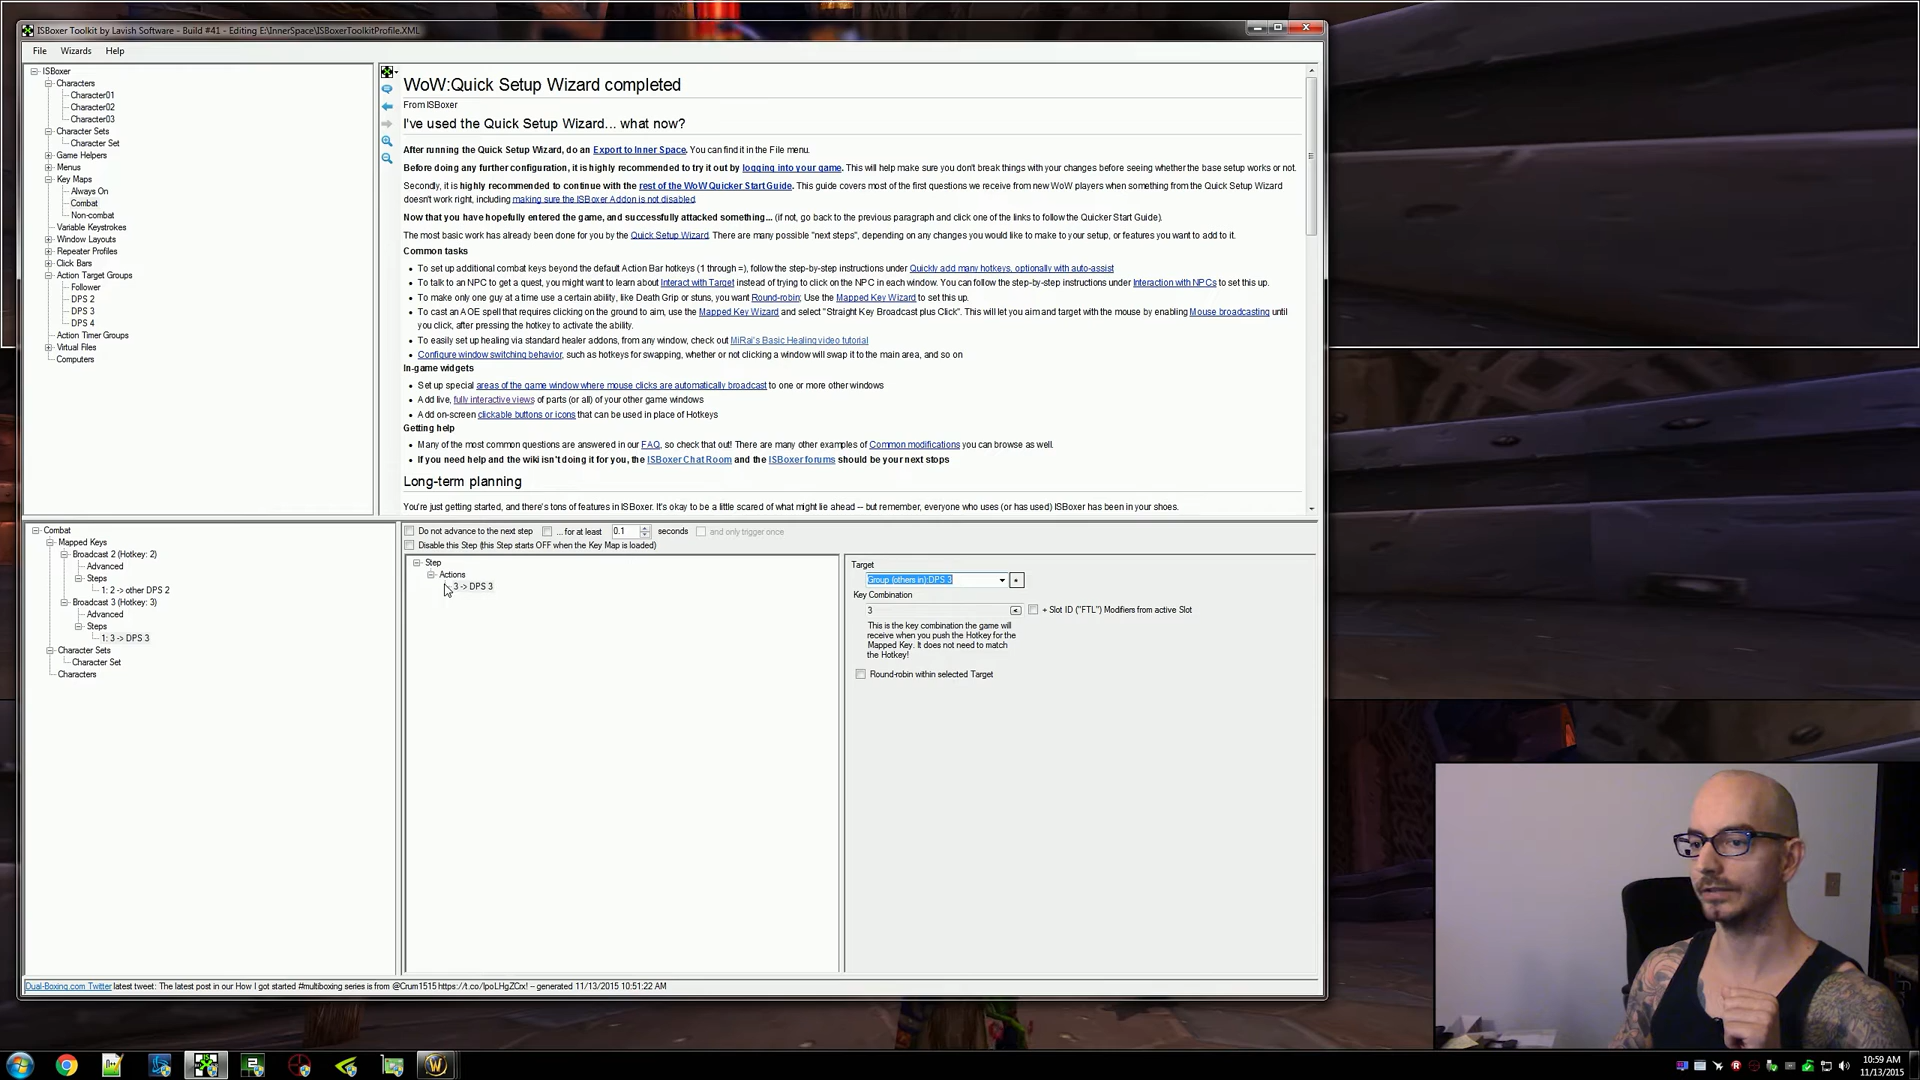 ISBoxer Toolkit by Lavish Software - Build #41 - Editing E:\InnerSpace\ISBoxerToolkitProfile.XML
File Wizards Help
ISBoxer
Characters
Character01
Character02
Character03
Character Sets
Character Set
Game Helpers
Menus
Key Maps
Always On
Combat
Non-combat
Variable Keystrokes
Window Layouts
Repeater Profiles
Click Bars
Action Target Groups
Follower
DPS 2
DPS 3
DPS 4
Action Timer Groups
Virtual Files
Computers
WoW:Quick Setup Wizard completed
From ISBoxer
I've used the Quick Setup Wizard... what now?
After running the Quick Setup Wizard, do an Export to Inner Space. You can find it in the File menu.
Before doing any further configuration, it is highly recommended to try it out by logging into your game. This will help make sure you don't break things with your changes before seeing whether the base setup works or not.
Secondly, it is highly recommended to continue with the rest of the WoW Quicker Start Guide. This guide covers most of the first questions we receive from new WoW players when something from the Quick Setup Wizard
doesn't work right, including making sure the ISBoxer Addon is not disabled.
Now that you have hopefully entered the game, and successfully attacked something... (if not, go back to the previous paragraph and click one of the links to follow the Quicker Start Guide).
The most basic work has already been done for you by the Quick Setup Wizard. There are many possible "next steps", depending on any changes you would like to make to your setup, or features you want to add to it.
Common tasks
• To set up additional combat keys beyond the default Action Bar hotkeys (1 through =), follow the step-by-step instructions under Quickly add many hotkeys, optionally with auto-assist
• To talk to an NPC to get a quest, you might want to learn about Interact with Target instead of trying to click on the NPC in each window. You can follow the step-by-step instructions under Interaction with NPCs to set this up.
• To make only one guy at a time use a certain ability, like Death Grip or stuns, you want Round-robin; Use the Mapped Key Wizard to set this up.
• To cast an AOE spell that requires clicking on the ground to aim, use the Mapped Key Wizard and select "Straight Key Broadcast plus Click". This will let you aim and target with the mouse by enabling Mouse broadcasting until
you click, after pressing the hotkey to activate the ability.
• To easily set up healing via standard healer addons, from any window, check out MiRai's Basic Healing video tutorial
• Configure window switching behavior, such as hotkeys for swapping, whether or not clicking a window will swap it to the main area, and so on
In-game widgets
• Set up special areas of the game window where mouse clicks are automatically broadcast to one or more other windows
• Add live, fully interactive views of parts (or all) of your other game windows
• Add on-screen clickable buttons or icons that can be used in place of Hotkeys
Getting help
• Many of the most common questions are answered in our FAQ, so check that out! There are many other examples of Common modifications you can browse as well.
• If you need help and the wiki isn't doing it for you, the ISBoxer Chat Room and the ISBoxer forums should be your next stops
Long-term planning
You're just getting started, and there's tons of features in ISBoxer. It's okay to be a little scared of what might lie ahead -- but remember, everyone who uses (or has used) ISBoxer has been in your shoes.
Combat
Mapped Keys
Broadcast 2 (Hotkey: 2)
Advanced
Steps
1: 2 -> other DPS 2
Broadcast 3 (Hotkey: 3)
Advanced
Steps
1: 3 -> DPS 3
Character Sets
Character Set
Characters
Do not advance to the next step ... for at least 0.1 seconds and only trigger once
Disable this Step (this Step starts OFF when the Key Map is loaded)
Step
Actions
3 -> DPS 3
Target
Group (others in):DPS 3
Key Combination
3 < + Slot ID ("FTL") Modifiers from active Slot
This is the key combination the game will
receive when you push the Hotkey for the
Mapped Key. It does not need to match
the Hotkey!
Round-robin within selected Target
Dual-Boxing.com Twitter latest tweet: The latest post in our How I got started #multiboxing series is from @Crum1515 https://t.co/IpoLHgZCrx! -- generated 11/13/2015 10:51:22 AM
10:59 AM
11/13/2015